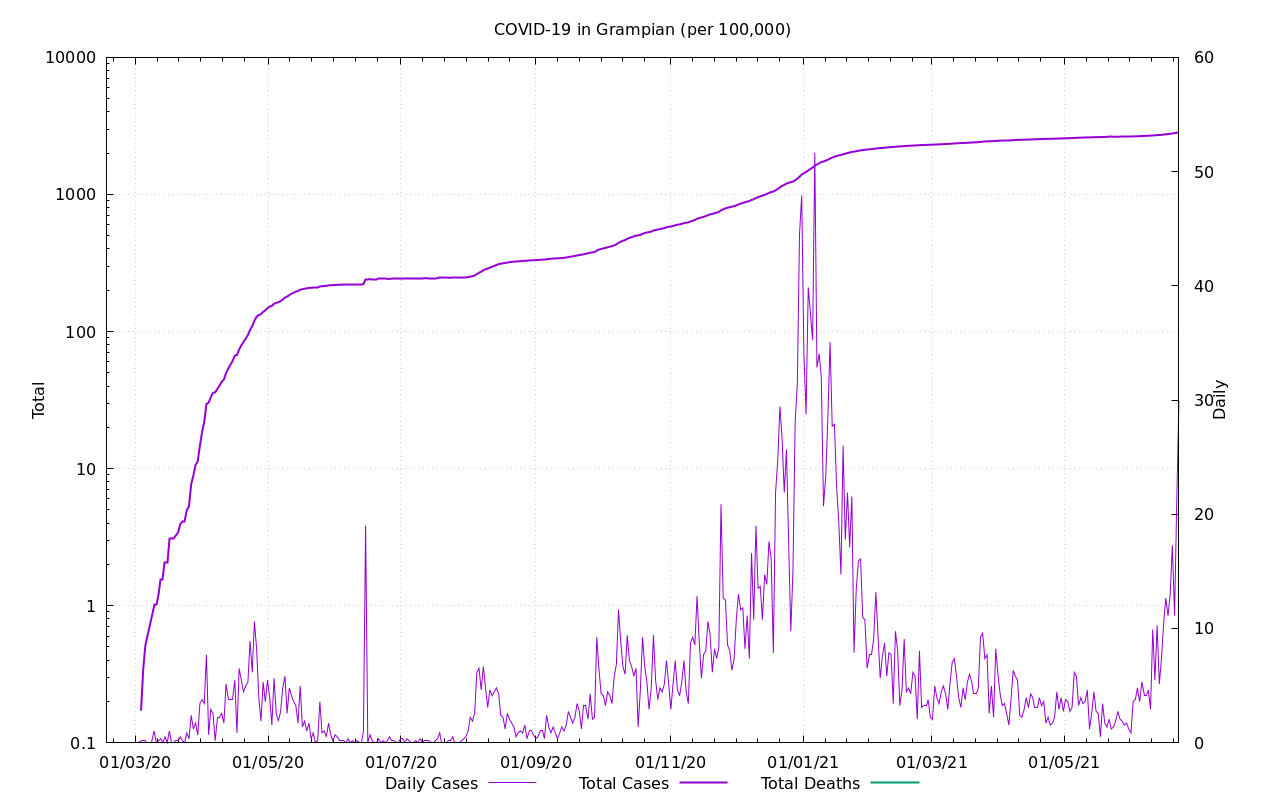 COVID-19 in Grampian (per 100,000)
10000
1000
100
10
1
0.1
Total
60
50
40
30
20
10
0
Daily
01/03/20 01/05/20 01/07/20 01/09/20 01/11/20 01/01/21 01/03/21 01/05/21
Daily Cases Total Cases Total Deaths